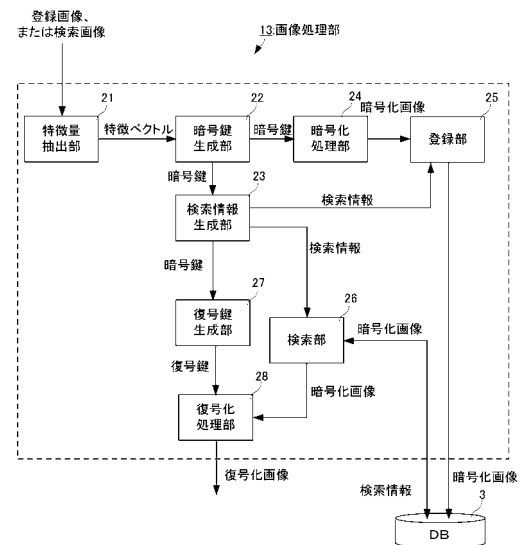 登録画像、
または検索画像
13:画像処理部
21
22
24
25
特徴量
抽出部
特徴ベクトル
暗号鍵
生成部
暗号鍵
暗号化
処理部
暗号化画像
登録部
暗号鍵
23
検索情報
生成部
検索情報
検索情報
暗号鍵
27
復号鍵
生成部
26
検索部
暗号化画像
復号鍵
28
暗号化画像
復号化
処理部
復号化画像
検索情報
暗号化画像
3
DB